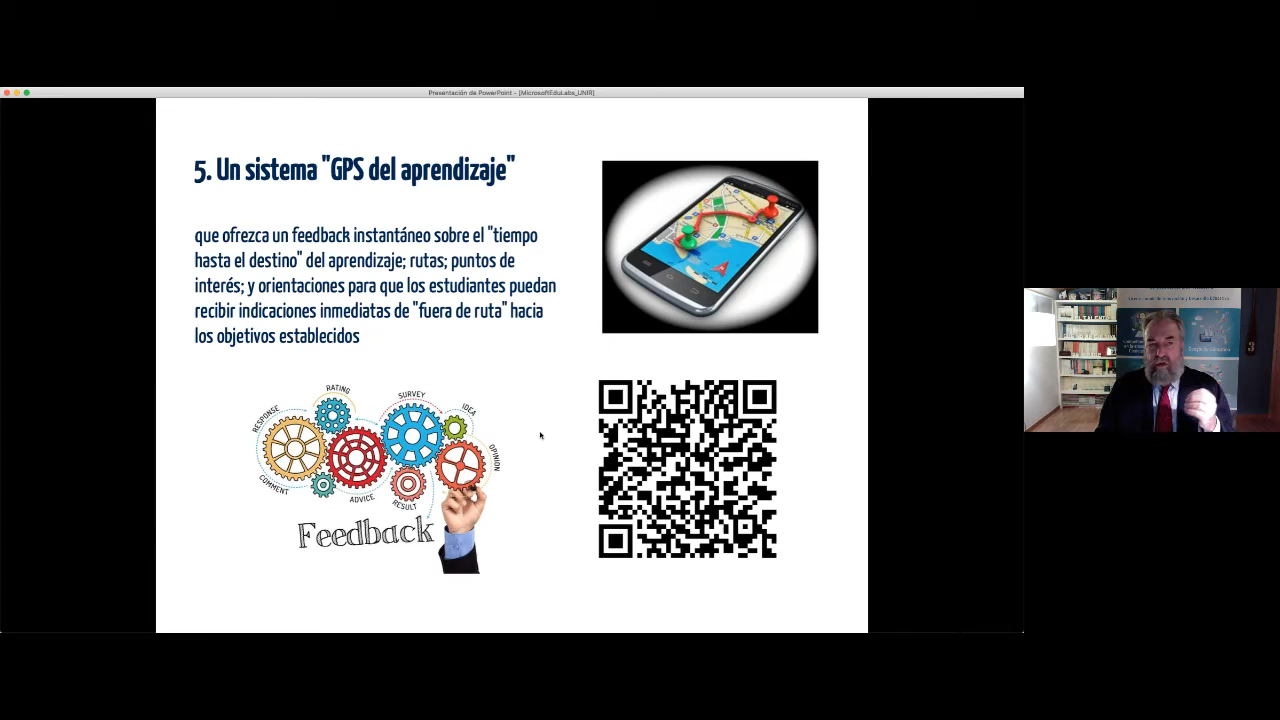 Presentación de PowerPoint - [MicrosoftEduLabs_UNIR]
5. Un sistema "GPS del aprendizaje"
que ofrezca un feedback instantáneo sobre el "tiempo
hasta el destino" del aprendizaje; rutas; puntos de
interés; y orientaciones para que los estudiantes puedan
recibir indicaciones inmediatas de "fuera de ruta" hacia
los objetivos establecidos
RATING
SURVEY
IDEA
RESPONSE
OPINION
COMMENT
ADVICE
RESULT
Feedback